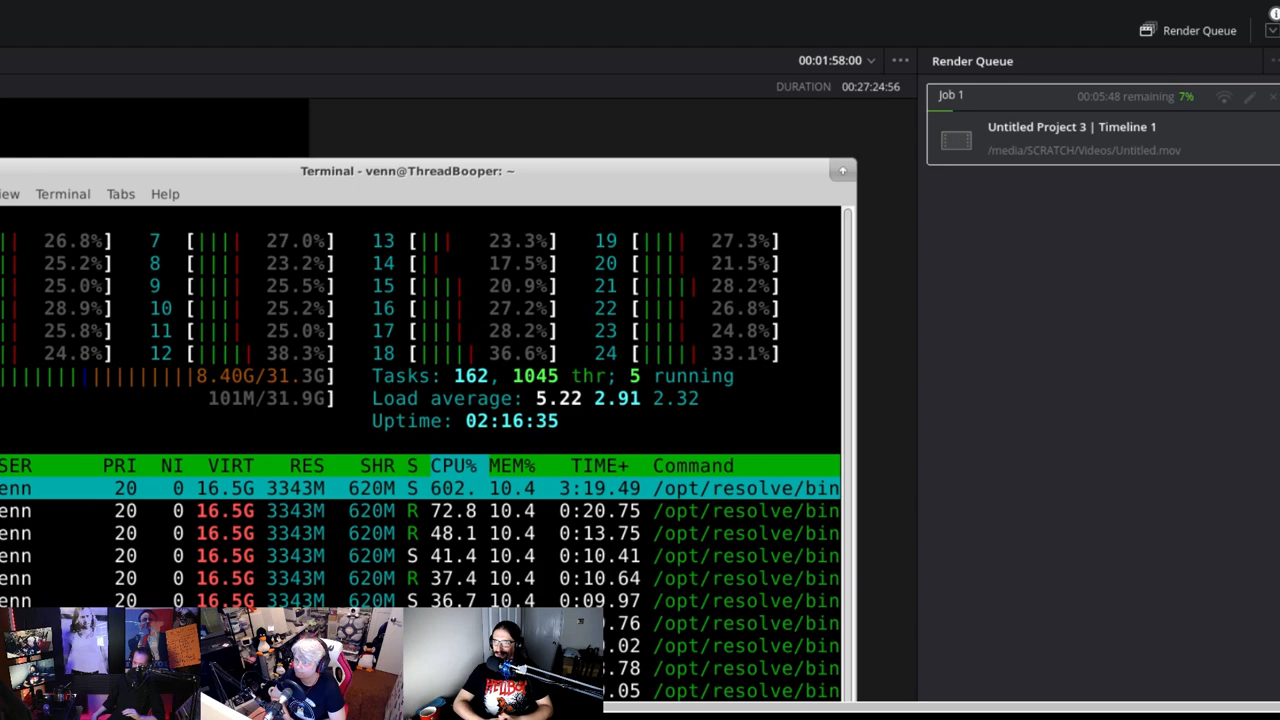 Render Queue
00:01:58:00
Render Queue
DURATION 00:27:24:56
Job 1 00:05:48 remaining 7%
Untitled Project 3 | Timeline 1
/media/SCRATCH/Videos/Untitled.mov
Terminal - venn@ThreadBooper: ~
iew Terminal Tabs Help
26.8%] 7 [|||| 27.0%] 13 [||| 23.3%] 19 [|||| 27.3%]
25.2%] 8 [|||| 23.2%] 14 [|| 17.5%] 20 [|||| 21.5%]
25.0%] 9 [|||| 25.5%] 15 [|||| 20.9%] 21 [||||| 28.2%]
28.9%] 10 [|||| 25.2%] 16 [|||| 27.2%] 22 [|||| 26.8%]
25.8%] 11 [|||| 25.0%] 17 [|||| 28.2%] 23 [|||| 24.8%]
24.8%] 12 [||||| 38.3%] 18 [||||| 36.6%] 24 [||||| 33.1%]
8.40G/31.3G] Tasks: 162, 1045 thr; 5 running
101M/31.9G] Load average: 5.22 2.91 2.32
Uptime: 02:16:35
SER PRI NI VIRT RES SHR S CPU% MEM% TIME+ Command
enn 20 0 16.5G 3343M 620M S 602. 10.4 3:19.49 /opt/resolve/bin
enn 20 0 16.5G 3343M 620M R 72.8 10.4 0:20.75 /opt/resolve/bin
enn 20 0 16.5G 3343M 620M R 48.1 10.4 0:13.75 /opt/resolve/bin
enn 20 0 16.5G 3343M 620M S 41.4 10.4 0:10.41 /opt/resolve/bin
enn 20 0 16.5G 3343M 620M R 37.4 10.4 0:10.64 /opt/resolve/bin
enn 20 0 16.5G 3343M 620M S 36.7 10.4 0:09.97 /opt/resolve/bin
.76 /opt/resolve/bin
.02 /opt/resolve/bin
.78 /opt/resolve/bin
.05 /opt/resolve/bin
HELLBOY